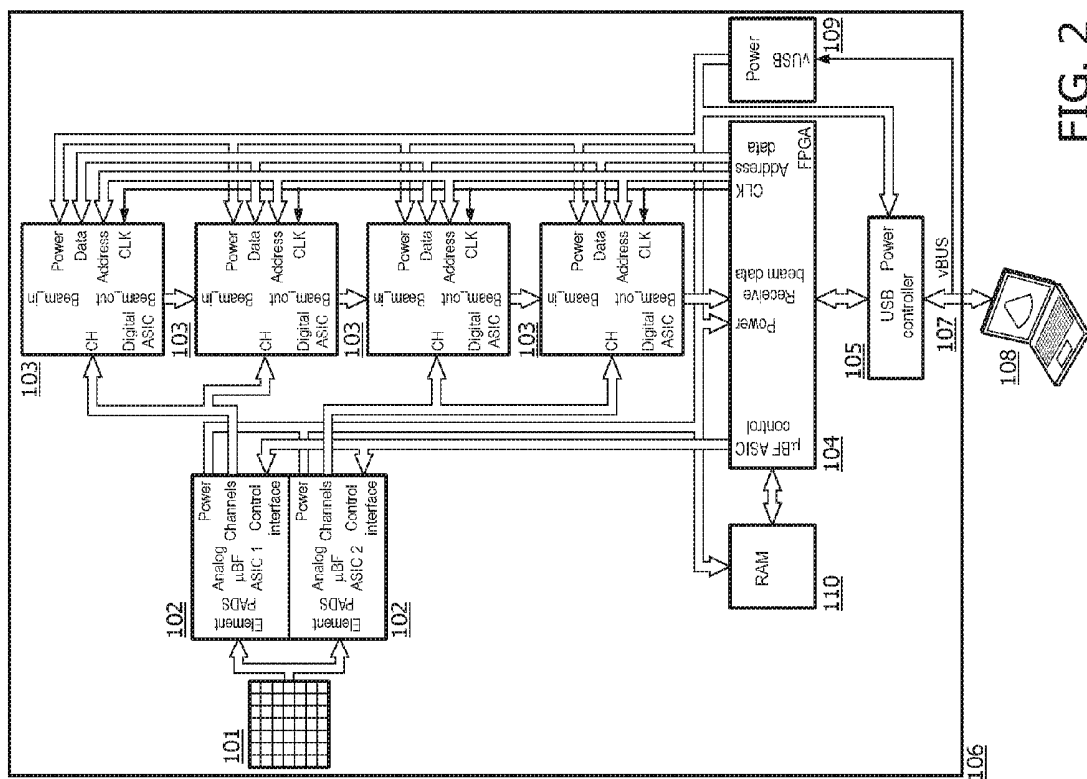 101
102
Element
PADS
Analog
µBF
ASIC 1
Power
Channels
Control
interface
Element
PADS
Analog
µBF
ASIC 2
Power
Channels
Control
interface
102
103
Beam_in
Power
Data
Address
CLK
CH
Beam_out
Digital
ASIC
103
Beam_in
Power
Data
Address
CLK
CH
Beam_out
Digital
ASIC
103
Beam_in
Power
Data
Address
CLK
CH
Beam_out
Digital
ASIC
103
Beam_in
Power
Data
Address
CLK
CH
Beam_out
Digital
ASIC
µBF ASIC
control
Power
Receive
beam data
CLK
Address
data
FPGA
104
RAM
110
Power
vUSB
109
105
USB
controller
Power
107
vBUS
108
106
FIG. 2